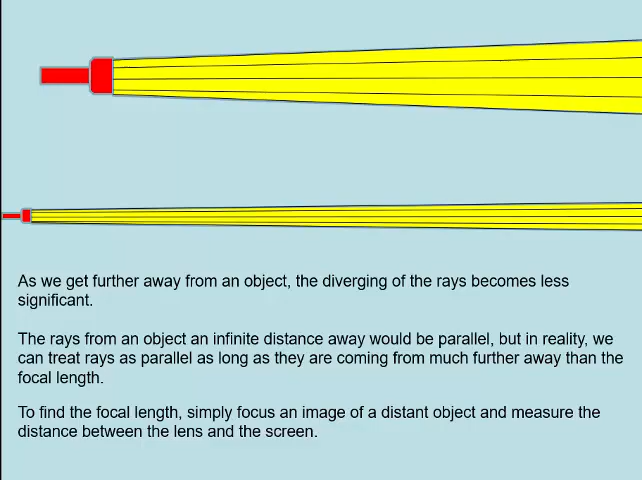 As we get further away from an object, the diverging of the rays becomes less
significant.
The rays from an object an infinite distance away would be parallel, but in reality, we
can treat rays as parallel as long as they are coming from much further away than the
focal length.
To find the focal length, simply focus an image of a distant object and measure the
distance between the lens and the screen.